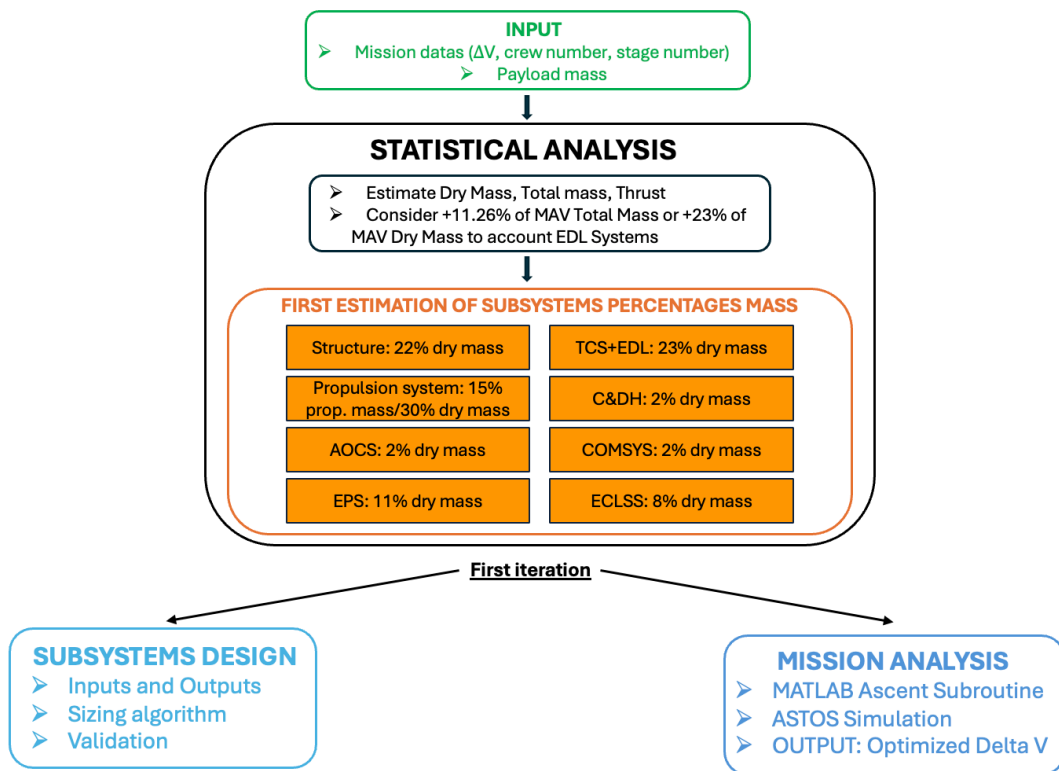 INPUT
➤ Mission datas (ΔV, crew number, stage number)
➤ Payload mass
STATISTICAL ANALYSIS
➤ Estimate Dry Mass, Total mass, Thrust
➤ Consider +11.26% of MAV Total Mass or +23% of
MAV Dry Mass to account EDL Systems
FIRST ESTIMATION OF SUBSYSTEMS PERCENTAGES MASS
Structure: 22% dry mass
TCS+EDL: 23% dry mass
Propulsion system: 15%
prop. mass/30% dry mass
C&DH: 2% dry mass
AOCS: 2% dry mass
COMSYS: 2% dry mass
EPS: 11% dry mass
ECLSS: 8% dry mass
First iteration
SUBSYSTEMS DESIGN
➤ Inputs and Outputs
➤ Sizing algorithm
➤ Validation
MISSION ANALYSIS
➤ MATLAB Ascent Subroutine
➤ ASTOS Simulation
➤ OUTPUT: Optimized Delta V